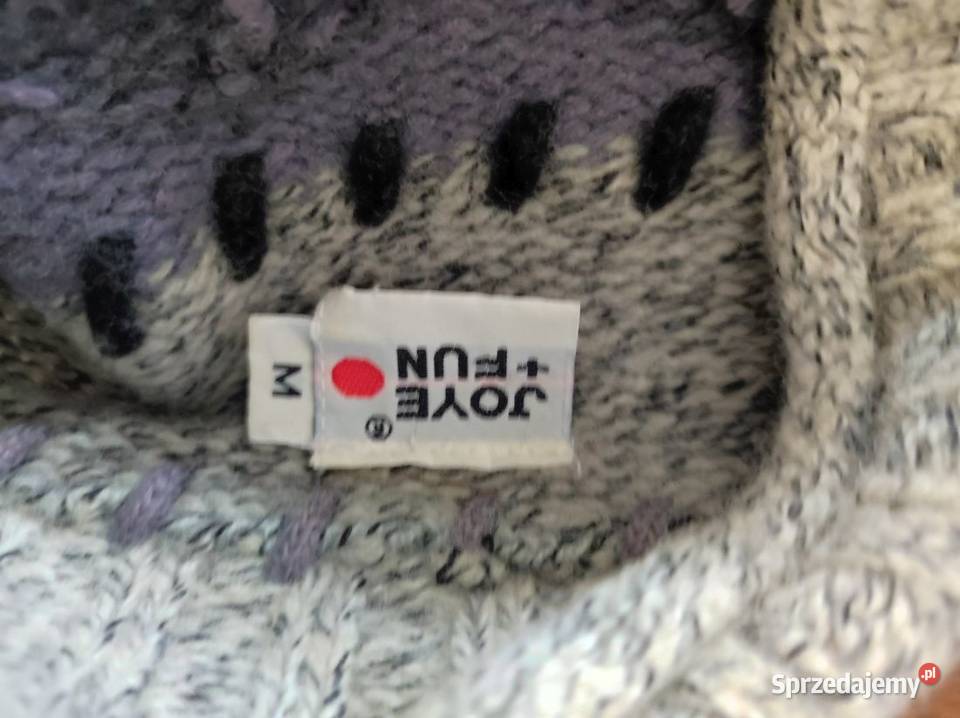 JOYE
+FUN
®
M
Sprzedajemy.pl